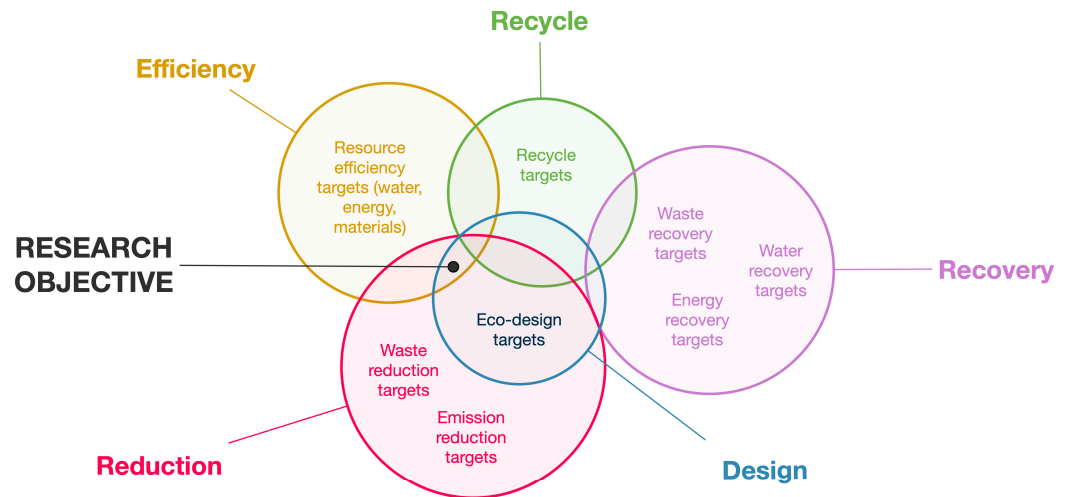 Recycle
Efficiency
Resource
efficiency
targets (water,
energy,
materials)
Recycle
targets
Waste
recovery
targets
Water
recovery
targets
Energy
recovery
targets
RESEARCH
OBJECTIVE
Recovery
Eco-design
targets
Waste
reduction
targets
Emission
reduction
targets
Reduction
Design